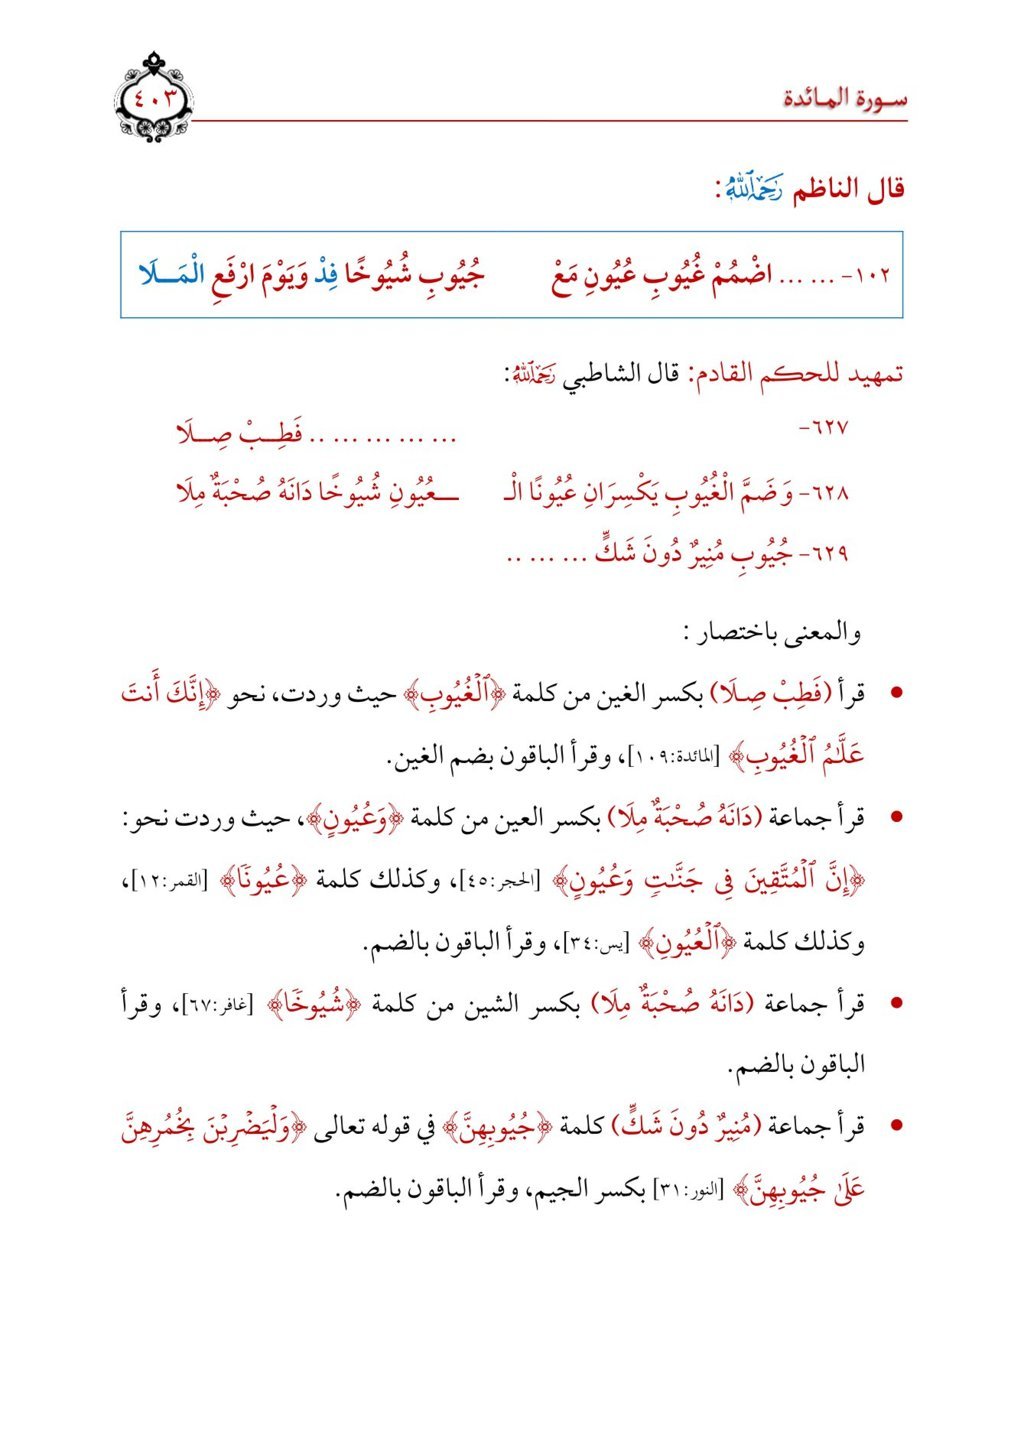 سورة المائدة
٤٠٣
قال الناظم رَحِمَهُ ٱللَّهُ:
١٠٢- ... ... اضْمُمْ غُيُوبِ عُيُونِ مَعْ جُيُوبِ شُيُوخًا فِدْ وَيَوْمَ ارْفَعِ الْمَـــلَا
تمهيد للحكم القادم: قال الشاطبي رَحِمَهُ ٱللَّهُ:
٦٢٧- ... ... ... ... .. فَطِــبْ صِــلَا
٦٢٨- وَضَمَّ الْغُيُوبِ يَكْسِرَانِ عُيُونًا الْـ ـــعُيُونِ شُيُوخًا دَانَهُ صُحْبَةٌ مِلَا
٦٢٩- جُيُوبِ مُنِيرٌ دُونَ شَكٍّ ... ... ..
والمعنى باختصار :
• قرأ (فَطِبْ صِـلَا) بكسر الغين من كلمة ﴿ٱلْغُيُوبِ﴾ حيث وردت، نحو ﴿إِنَّكَ أَنتَ
عَلَّٰمُ ٱلْغُيُوبِ﴾ [المائدة:١٠٩]، وقرأ الباقون بضم الغين.
• قرأ جماعة (دَانَهُ صُحْبَةٌ مِلَا) بكسر العين من كلمة ﴿وَعُيُونٍ﴾، حيث وردت نحو:
﴿إِنَّ ٱلْمُتَّقِينَ فِى جَنَّٰتٍ وَعُيُونٍ﴾ [الحجر:٤٥]، وكذلك كلمة ﴿عُيُونًا﴾ [القمر:١٢]،
وكذلك كلمة ﴿ٱلْعُيُونِ﴾ [يس:٣٤]، وقرأ الباقون بالضم.
• قرأ جماعة (دَانَهُ صُحْبَةٌ مِلَا) بكسر الشين من كلمة ﴿شُيُوخًا﴾ [غافر:٦٧]، وقرأ
الباقون بالضم.
• قرأ جماعة (مُنِيرٌ دُونَ شَكٍّ) كلمة ﴿جُيُوبِهِنَّ﴾ في قوله تعالى ﴿وَلْيَضْرِبْنَ بِخُمُرِهِنَّ
عَلَىٰ جُيُوبِهِنَّ﴾ [النور:٣١] بكسر الجيم، وقرأ الباقون بالضم.